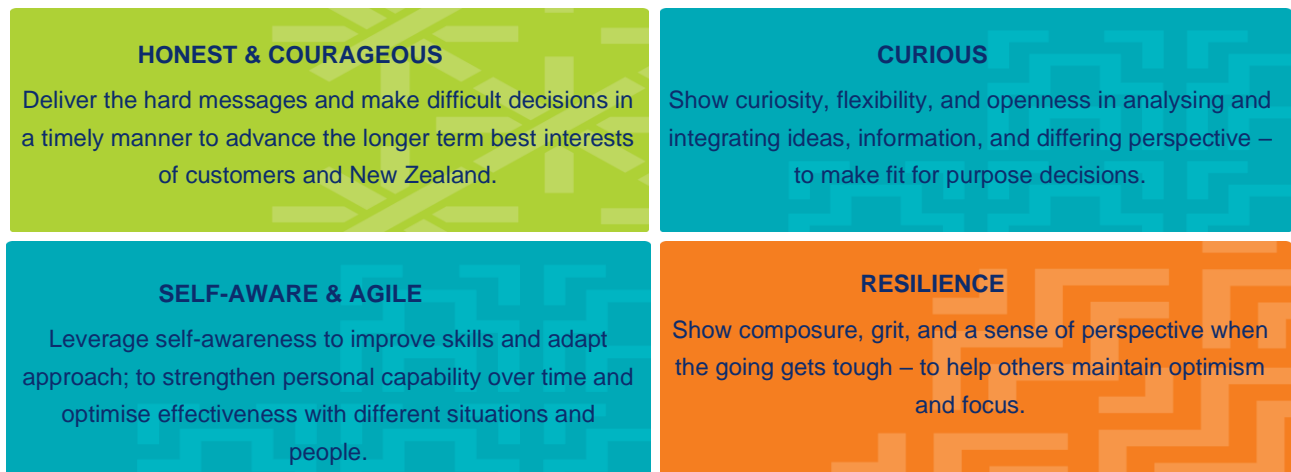 HONEST & COURAGEOUS
Deliver the hard messages and make difficult decisions in
a timely manner to advance the longer term best interests
of customers and New Zealand.
CURIOUS
Show curiosity, flexibility, and openness in analysing and
integrating ideas, information, and differing perspective –
to make fit for purpose decisions.
SELF-AWARE & AGILE
Leverage self-awareness to improve skills and adapt
approach; to strengthen personal capability over time and
optimise effectiveness with different situations and
people.
RESILIENCE
Show composure, grit, and a sense of perspective when
the going gets tough – to help others maintain optimism
and focus.